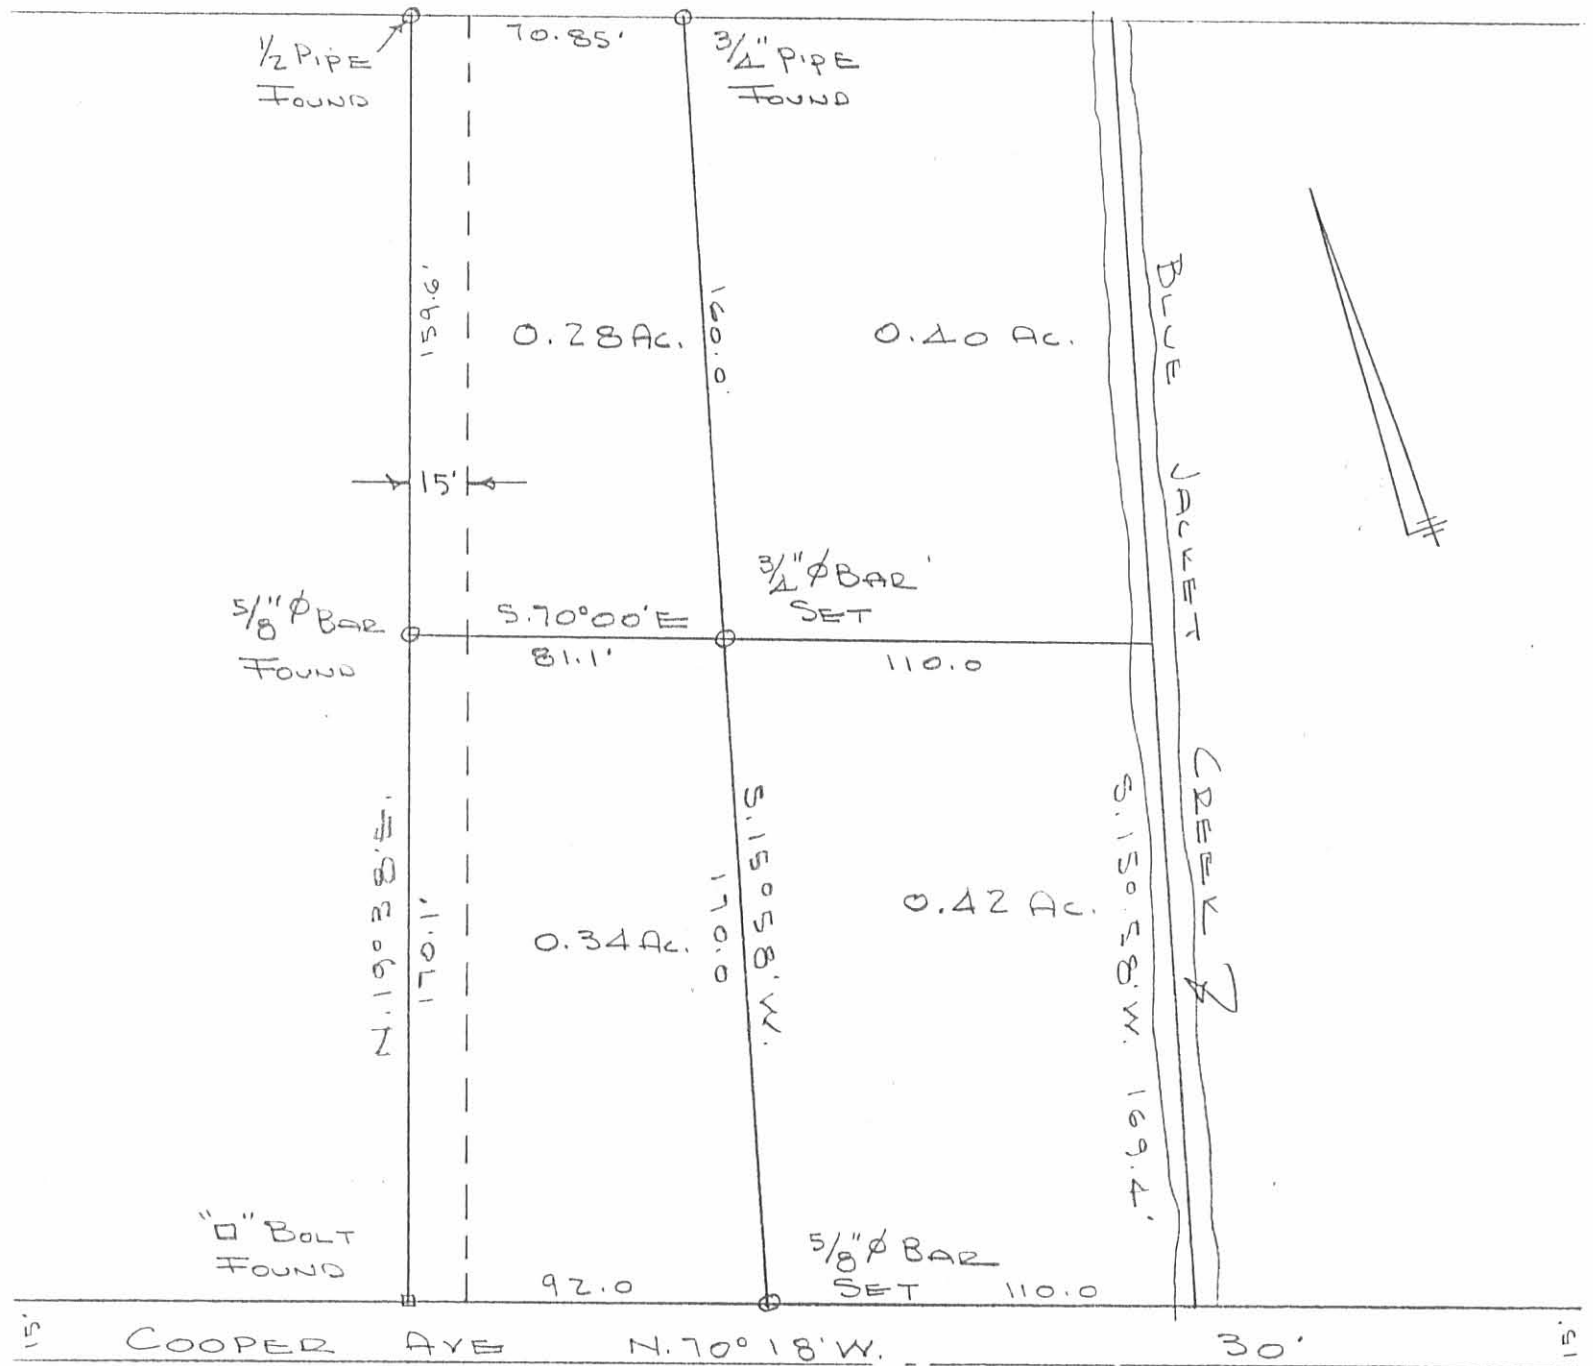 ½ PIPE
FOUND
70.85'
3/4" PIPE
FOUND
159.6'
0.28 AC.
160.0
0.40 AC.
BLUE JACKET CREEK
15'
5/8" ⌀ BAR
FOUND
S.70°00'E
81.1'
3/4" ⌀ BAR
SET
110.0
N.19°38'E.
170.1'
0.34 AC.
S.15°58'W.
170.0
0.42 AC.
S.15°58'W. 169.4'
"□" BOLT
FOUND
92.0
5/8" ⌀ BAR
SET
110.0
15'
COOPER AVE N.70°18'W. 30'
15'